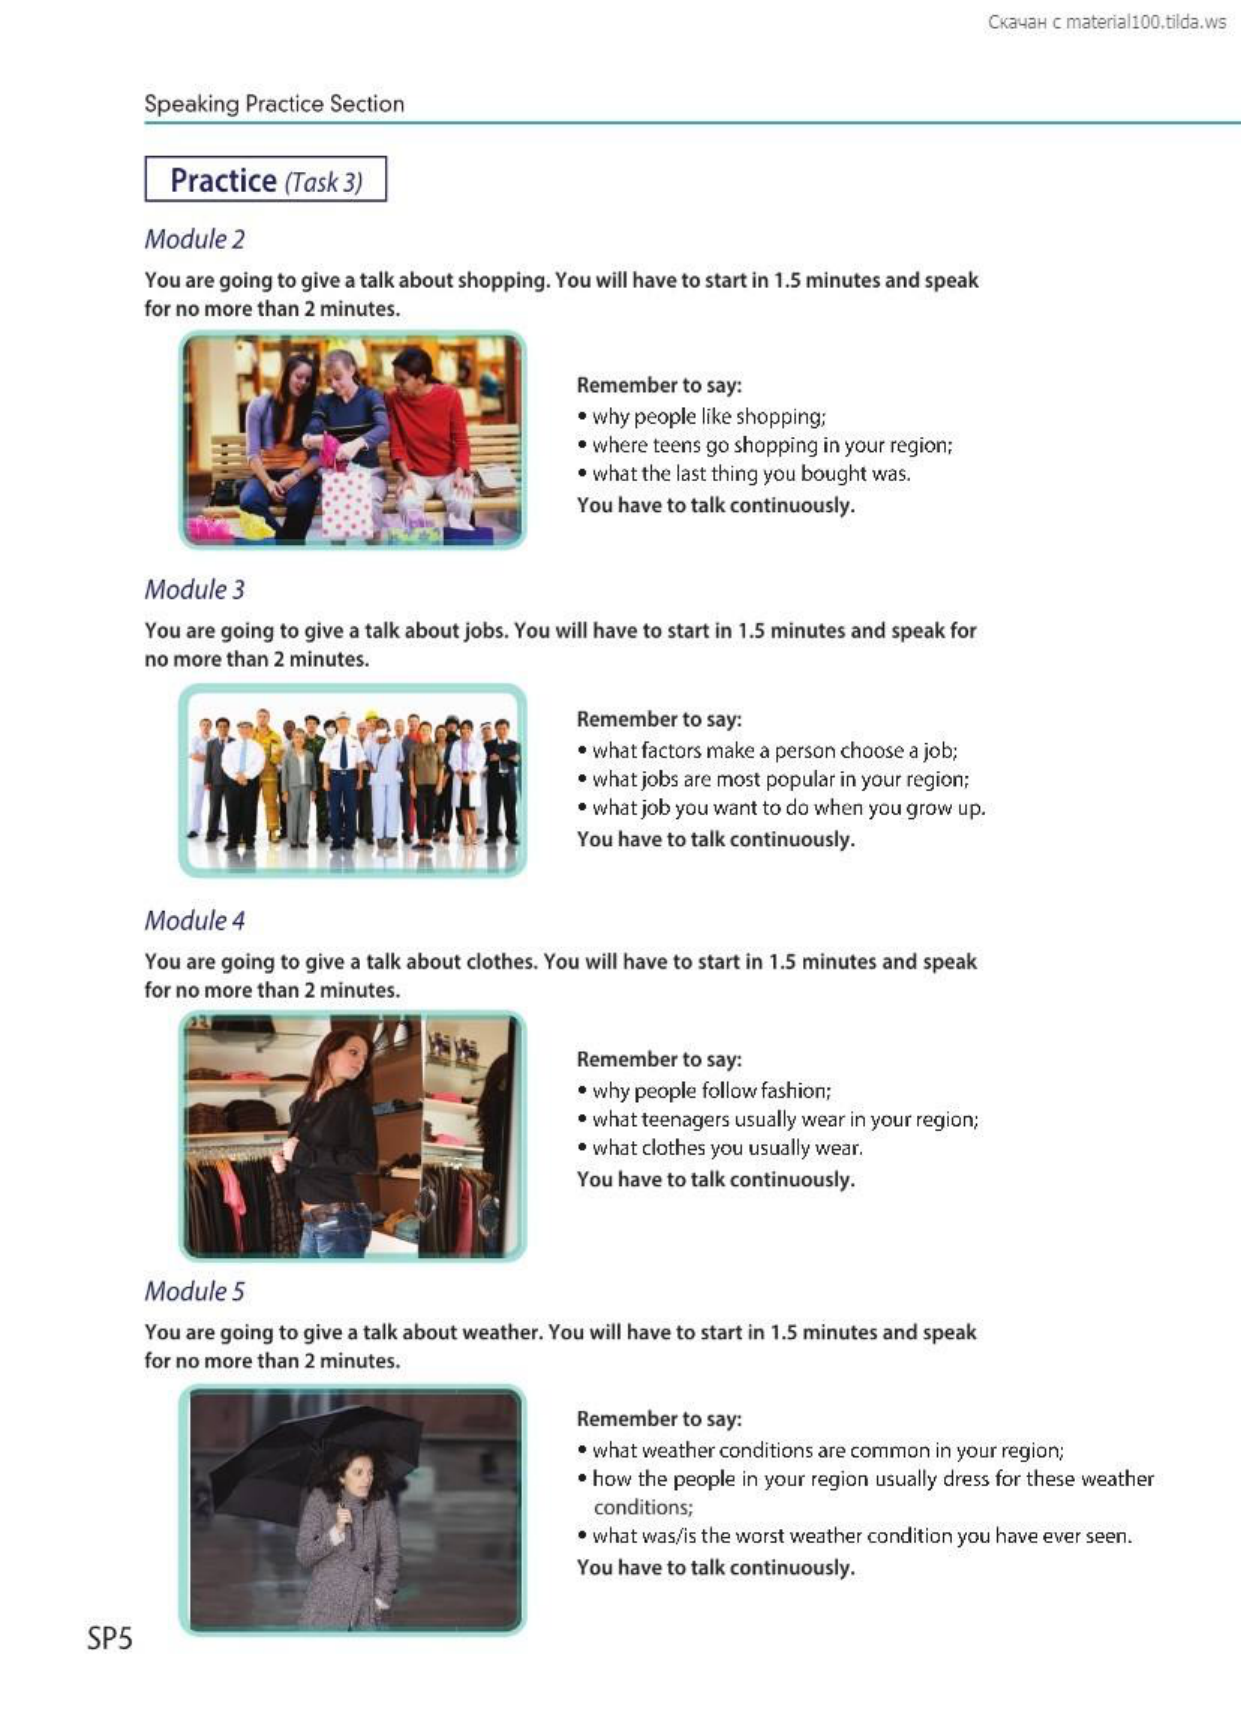 Скачан с material100.tilda.ws
Speaking Practice Section
Practice (Task 3)
Module 2
You are going to give a talk about shopping. You will have to start in 1.5 minutes and speak
for no more than 2 minutes.
Remember to say:
• why people like shopping;
• where teens go shopping in your region;
• what the last thing you bought was.
You have to talk continuously.
Module 3
You are going to give a talk about jobs. You will have to start in 1.5 minutes and speak for
no more than 2 minutes.
Remember to say:
• what factors make a person choose a job;
• what jobs are most popular in your region;
• what job you want to do when you grow up.
You have to talk continuously.
Module 4
You are going to give a talk about clothes. You will have to start in 1.5 minutes and speak
for no more than 2 minutes.
Remember to say:
• why people follow fashion;
• what teenagers usually wear in your region;
• what clothes you usually wear.
You have to talk continuously.
Module 5
You are going to give a talk about weather. You will have to start in 1.5 minutes and speak
for no more than 2 minutes.
Remember to say:
• what weather conditions are common in your region;
• how the people in your region usually dress for these weather
conditions;
• what was/is the worst weather condition you have ever seen.
You have to talk continuously.
SP5